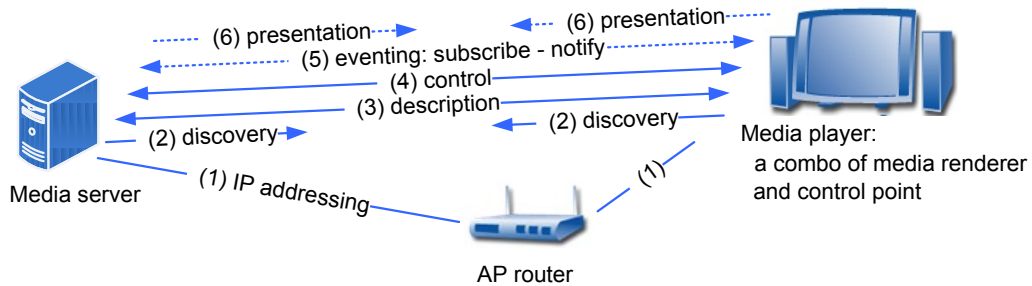 (6) presentation
(6) presentation
(5) eventing: subscribe - notify
(4) control
(3) description
(2) discovery
(2) discovery
Media player:
a combo of media renderer
and control point
Media server
(1) IP addressing
(1)
AP router